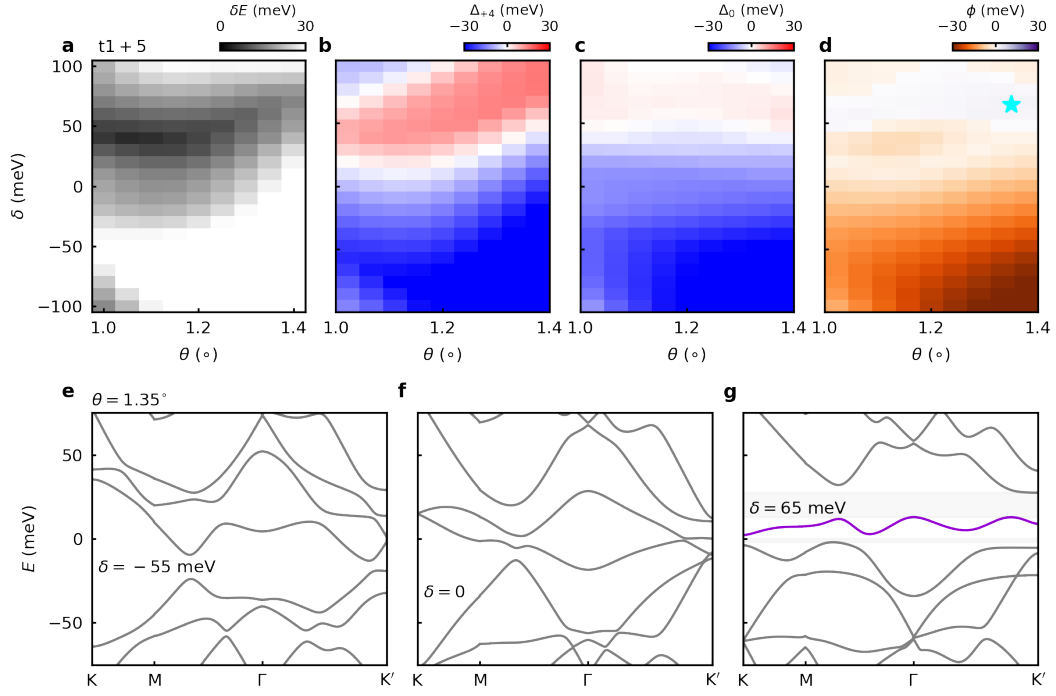 δE (meV)
0 30
Δ+4 (meV)
−30 0 30
Δ0 (meV)
−30 0 30
ϕ (meV)
−30 0 30
a t1 + 5 b c d
100
50
0
−50
−100
δ (meV)
1.0 1.2 1.4
θ (∘)
1.0 1.2 1.4
θ (∘)
1.0 1.2 1.4
θ (∘)
1.0 1.2 1.4
θ (∘)
e f g
θ = 1.35°
50
0
−50
E (meV)
δ = − 55 meV
δ = 0
δ = 65 meV
K M Γ K′
K M Γ K′
K M Γ K′